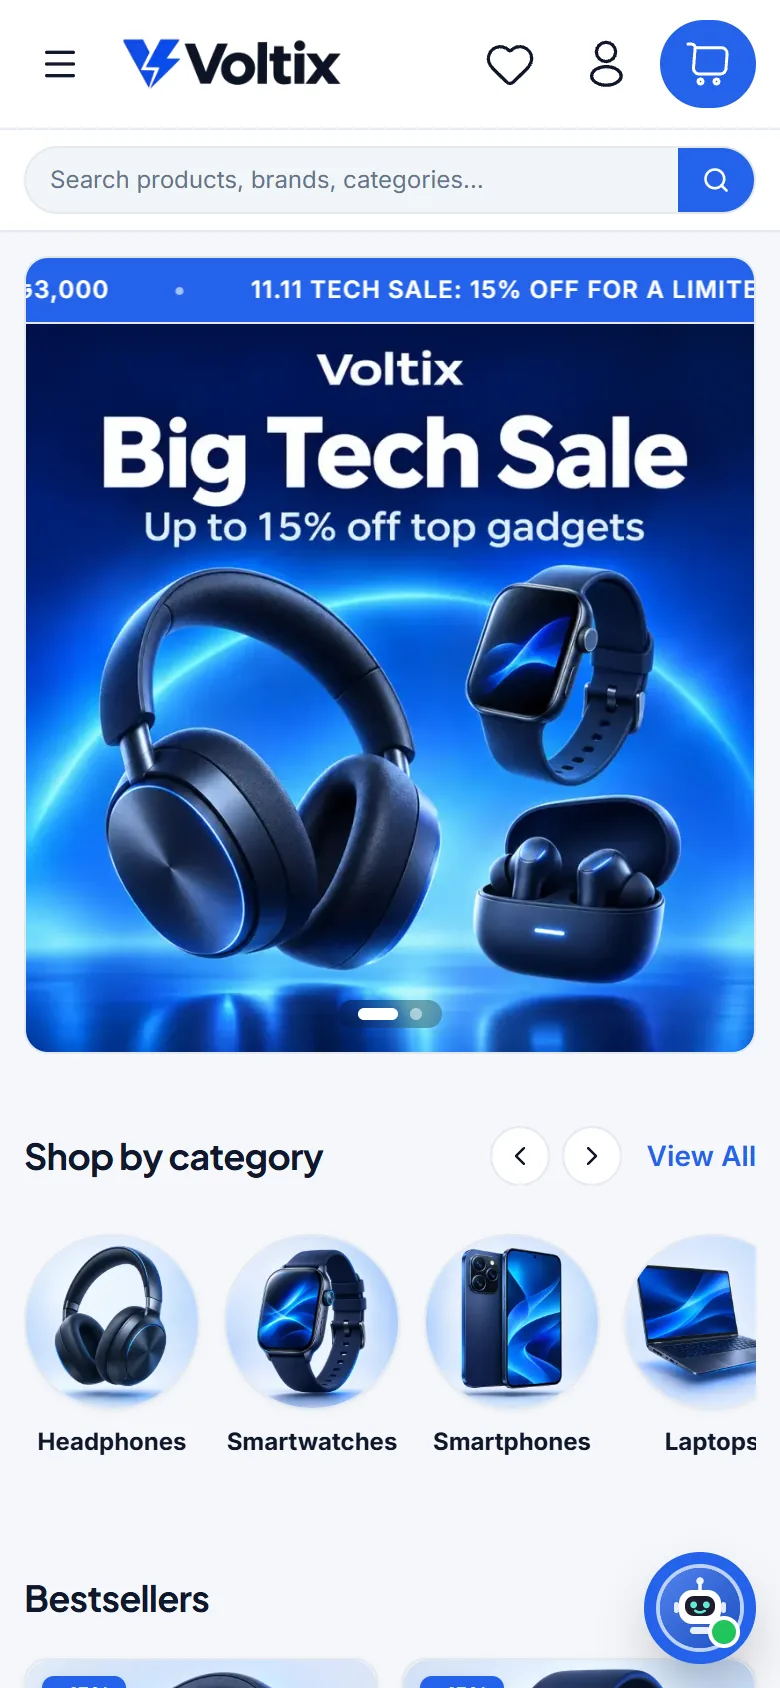 Voltix
Search products, brands, categories...
৳3,000 • 11.11 TECH SALE: 15% OFF FOR A LIMITE
Voltix
Big Tech Sale
Up to 15% off top gadgets
Shop by category
View All
Headphones
Smartwatches
Smartphones
Laptops
Bestsellers